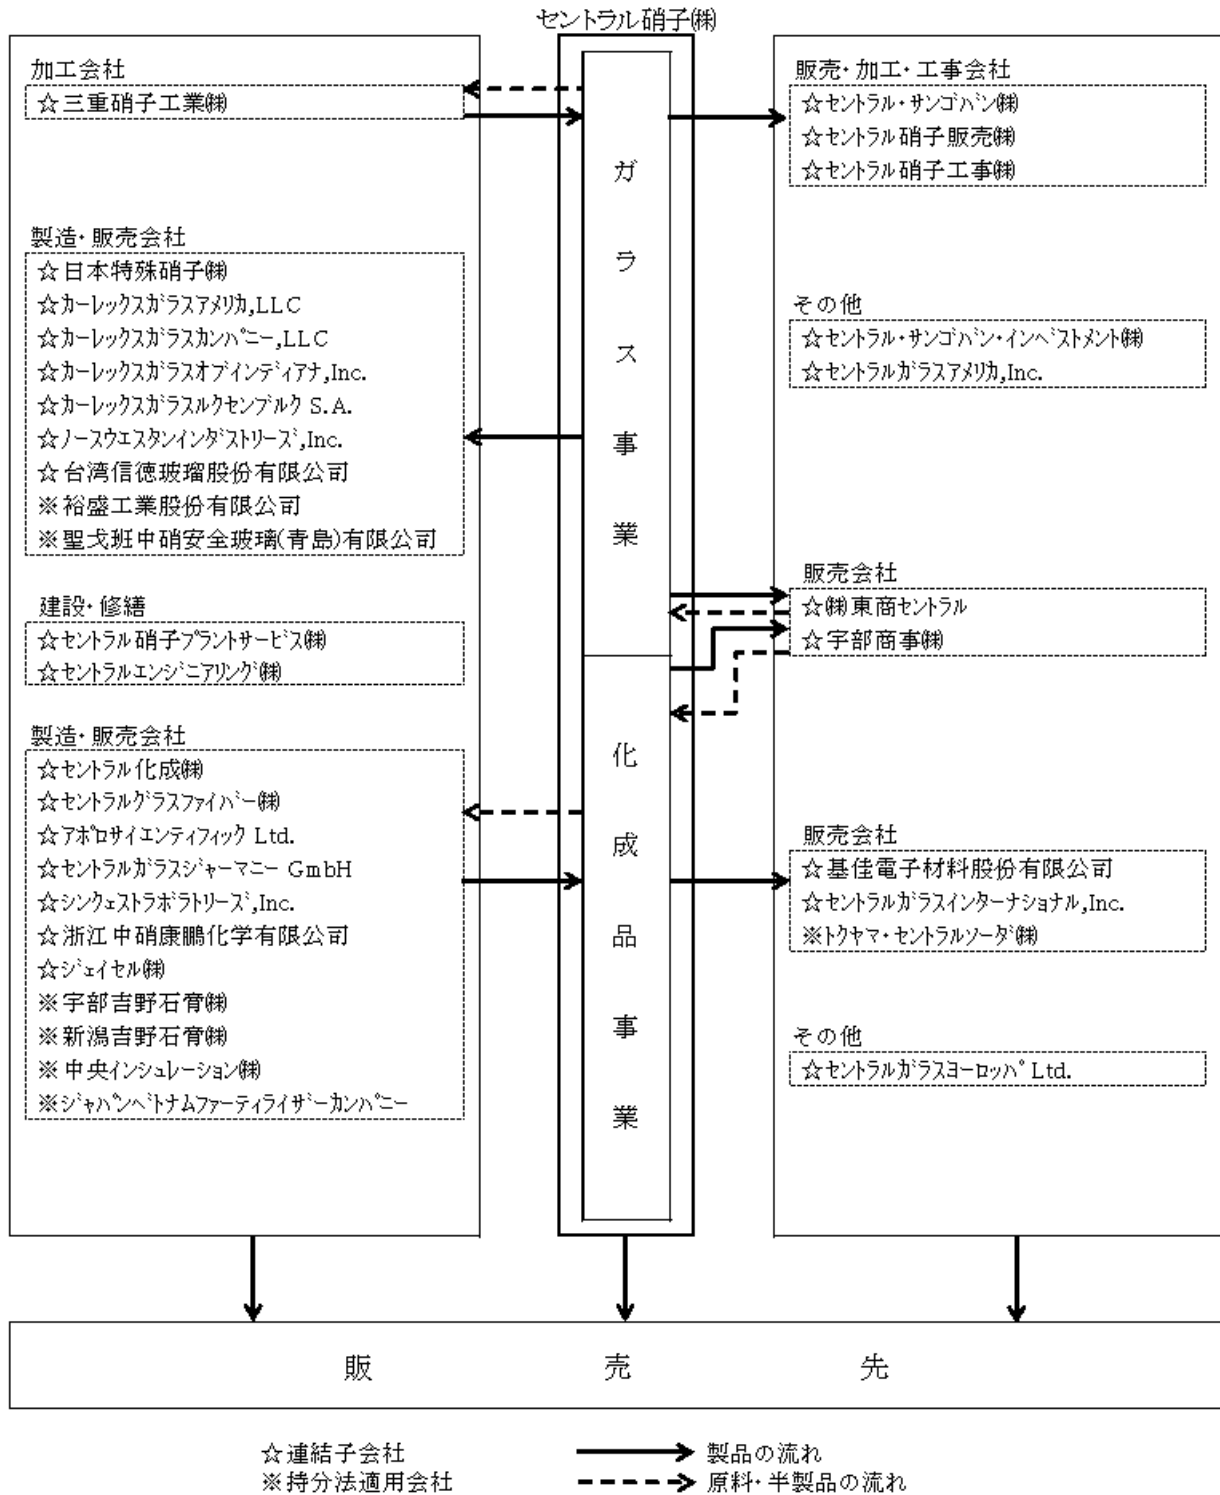 セントラル硝子㈱
加工会社
☆三重硝子工業㈱
製造・販売会社
☆日本特殊硝子㈱
☆ｶｰﾚｯｸｽｶﾞﾗｽｱﾒﾘｶ,LLC
☆ｶｰﾚｯｸｽｶﾞﾗｽｶﾝﾊﾟﾆｰ,LLC
☆ｶｰﾚｯｸｽｶﾞﾗｽｵﾌﾞｲﾝﾃﾞｨｱﾅ,Inc.
☆ｶｰﾚｯｸｽｶﾞﾗｽﾙｸｾﾝﾌﾞﾙｸ S.A.
☆ﾉｰｽｳｴｽﾀﾝｲﾝﾀﾞｽﾄﾘｰｽﾞ,Inc.
☆台湾信徳玻瑠股份有限公司
※裕盛工業股份有限公司
※聖戈班中硝安全玻璃(青島)有限公司
建設・修繕
☆ｾﾝﾄﾗﾙ硝子ﾌﾟﾗﾝﾄｻｰﾋﾞｽ㈱
☆ｾﾝﾄﾗﾙｴﾝｼﾞﾆｱﾘﾝｸﾞ㈱
製造・販売会社
☆ｾﾝﾄﾗﾙ化成㈱
☆ｾﾝﾄﾗﾙｸﾞﾗｽﾌｧｲﾊﾞｰ㈱
☆ｱﾎﾟﾛｻｲｴﾝﾃｨﾌｨｯｸ Ltd.
☆ｾﾝﾄﾗﾙｶﾞﾗｽｼﾞｬｰﾏﾆｰ GmbH
☆ｼﾝｸｪｽﾄﾗﾎﾞﾗﾄﾘｰｽﾞ,Inc.
☆浙江中硝康鵬化学有限公司
☆ｼﾞｪｲｾﾙ㈱
※宇部吉野石膏㈱
※新潟吉野石膏㈱
※中央ｲﾝｼｭﾚｰｼｮﾝ㈱
※ｼﾞｬﾊﾟﾝﾍﾞﾄﾅﾑﾌｧｰﾃｨﾗｲｻﾞｰｶﾝﾊﾟﾆｰ
ガラス事業
化成品事業
販売・加工・工事会社
☆ｾﾝﾄﾗﾙ・ｻﾝｺﾞﾊﾞﾝ㈱
☆ｾﾝﾄﾗﾙ硝子販売㈱
☆ｾﾝﾄﾗﾙ硝子工事㈱
その他
☆ｾﾝﾄﾗﾙ・ｻﾝｺﾞﾊﾞﾝ・ｲﾝﾍﾞｽﾄﾒﾝﾄ㈱
☆ｾﾝﾄﾗﾙｶﾞﾗｽｱﾒﾘｶ,Inc.
販売会社
☆㈱東商ｾﾝﾄﾗﾙ
☆宇部商事㈱
販売会社
☆基佳電子材料股份有限公司
☆ｾﾝﾄﾗﾙｶﾞﾗｽｲﾝﾀｰﾅｼｮﾅﾙ,Inc.
※ﾄｸﾔﾏ・ｾﾝﾄﾗﾙｿｰﾀﾞ㈱
その他
☆ｾﾝﾄﾗﾙｶﾞﾗｽﾖｰﾛｯﾊﾟ Ltd.
販売先
☆連結子会社
※持分法適用会社
製品の流れ
原料・半製品の流れ